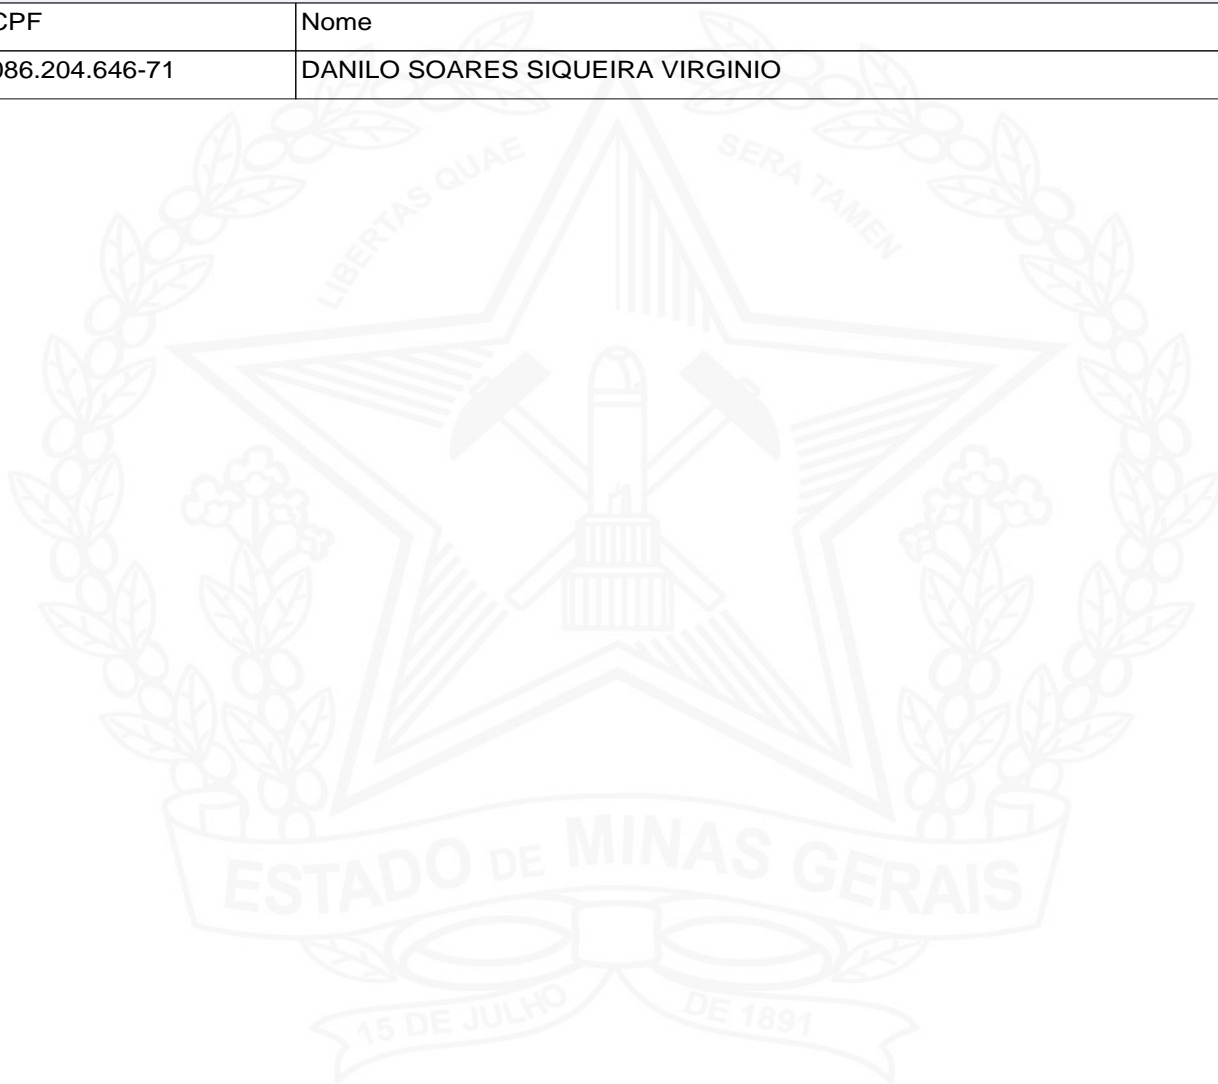 CPF Nome
086.204.646-71 DANILO SOARES SIQUEIRA VIRGINIO
LIBERTAS QUAE SERA TAMEN
ESTADO DE MINAS GERAIS
15 DE JULHO DE 1891